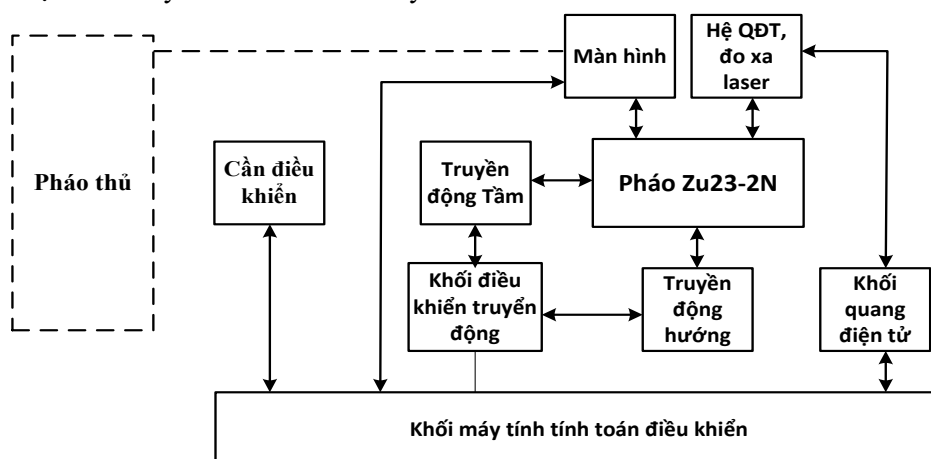 Màn hình
Hệ QĐT,
đo xa
laser
Pháo thủ
Cần điều
khiển
Truyền
động Tầm
Pháo Zu23-2N
Khối điều
khiển truyển
động
Truyền
động
hướng
Khối
quang
điện tử
Khối máy tính tính toán điều khiển